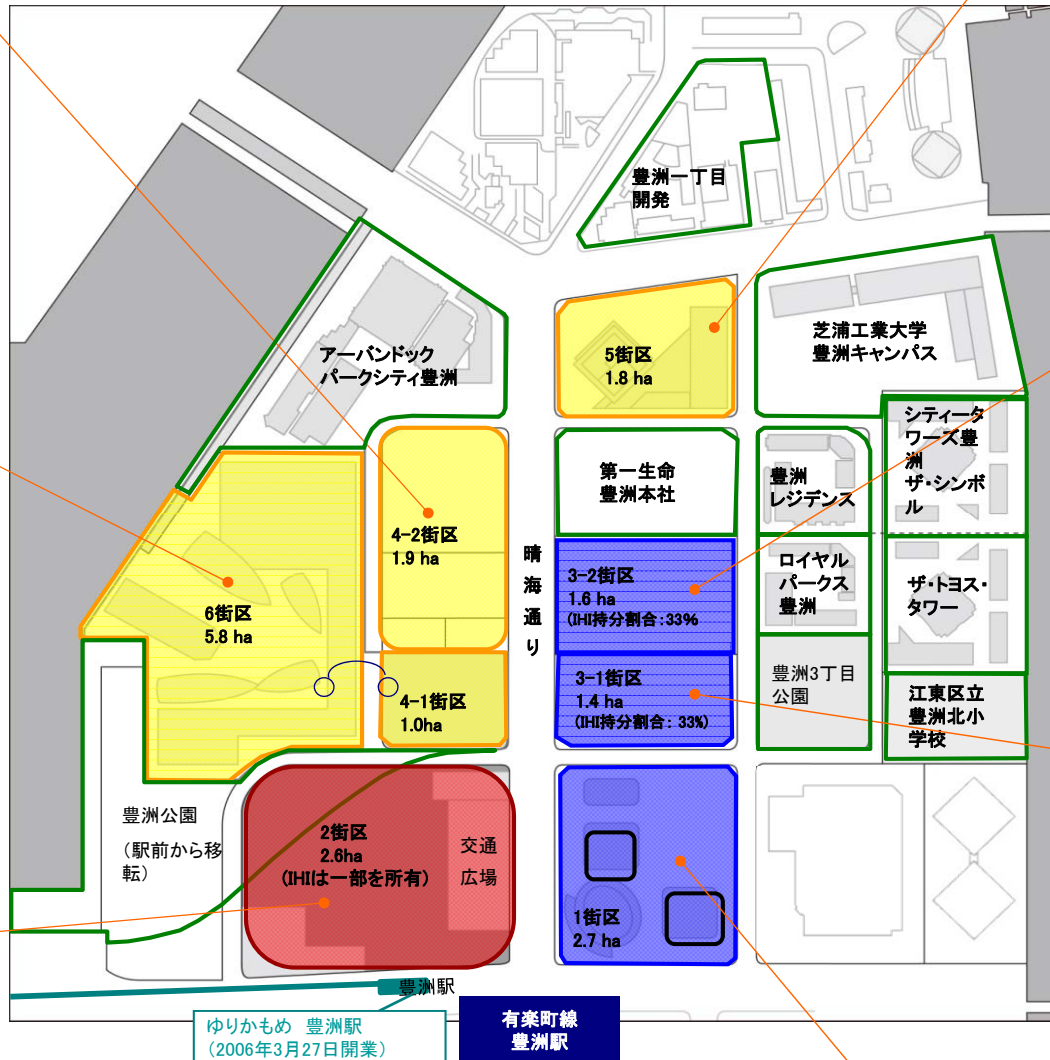 豊洲一丁目
開発
芝浦工業大学
豊洲キャンパス
アーバンドック
パークシティ豊洲
5街区
1.8 ha
シティータ
ワーズ豊
洲
ザ・シンボ
ル
第一生命
豊洲本社
豊洲
レジデンス
4-2街区
1.9 ha
晴海通り
3-2街区
1.6 ha
(IHI持分割合：33%
ロイヤル
パークス
豊洲
ザ・トヨス・
タワー
6街区
5.8 ha
4-1街区
1.0ha
3-1街区
1.4 ha
(IHI持分割合： 33%)
豊洲3丁目
公園
江東区立
豊洲北小
学校
豊洲公園
（駅前から移
転）
2街区
2.6ha
(IHIは一部を所有)
交通
広場
1街区
2.7 ha
豊洲駅
ゆりかもめ 豊洲駅
（2006年3月27日開業）
有楽町線
豊洲駅